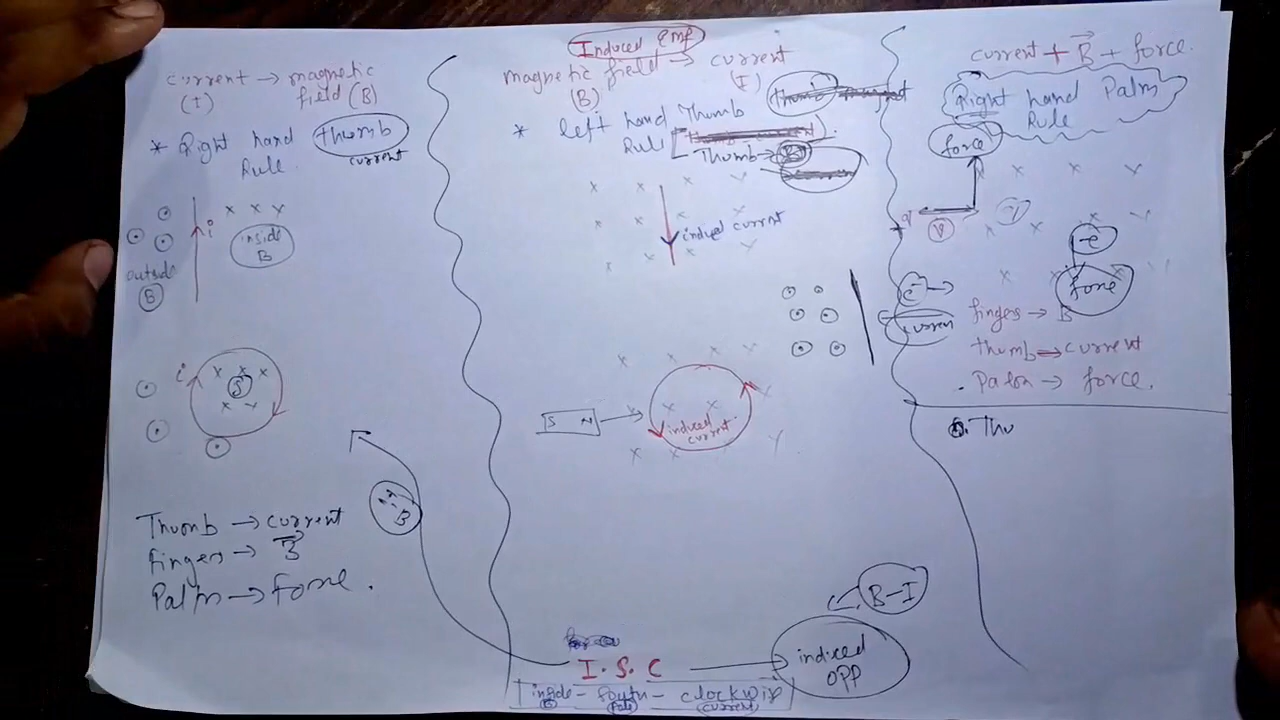 current → magnetic
(I) field (B)
* Right hand thumb
Rule current
i
inside
B
outside
B
i
S
Thumb → current
fingers → B
Palm → force.
Induced emf
magnetic field → current
(B) (I)
* left hand Thumb
Rule
Thumb →
induced current
S N
induced
current
B-I
induced
opp
I.S.C
inside - South - clockwise
B Pole current
current + B + force.
Right hand Palm
Rule
force
q
V
-e
force
e →
curren
fingers → B
thumb → current
. Palm → force.
Thu